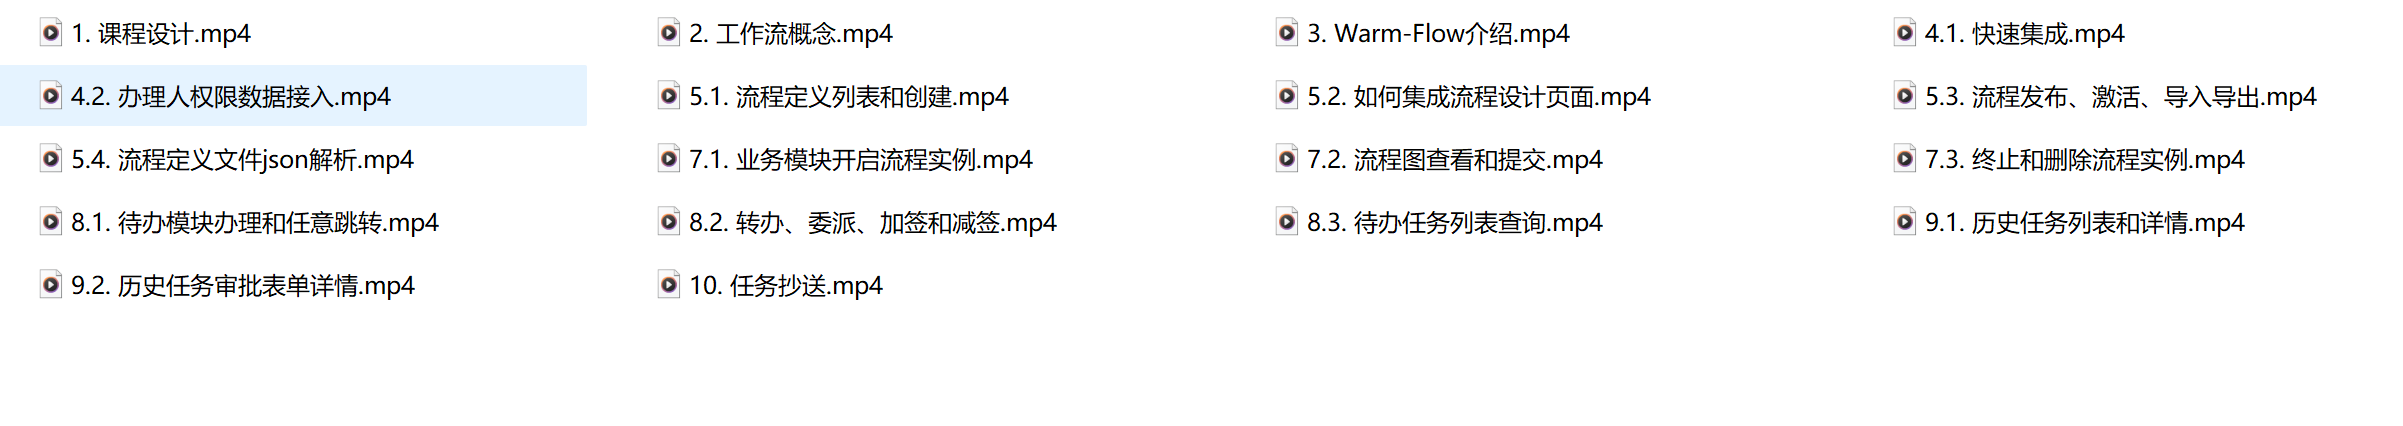 1. 课程设计.mp4
2. 工作流概念.mp4
3. Warm-Flow介绍.mp4
4.1. 快速集成.mp4
4.2. 办理人权限数据接入.mp4
5.1. 流程定义列表和创建.mp4
5.2. 如何集成流程设计页面.mp4
5.3. 流程发布、激活、导入导出.mp4
5.4. 流程定义文件json解析.mp4
7.1. 业务模块开启流程实例.mp4
7.2. 流程图查看和提交.mp4
7.3. 终止和删除流程实例.mp4
8.1. 待办模块办理和任意跳转.mp4
8.2. 转办、委派、加签和减签.mp4
8.3. 待办任务列表查询.mp4
9.1. 历史任务列表和详情.mp4
9.2. 历史任务审批表单详情.mp4
10. 任务抄送.mp4